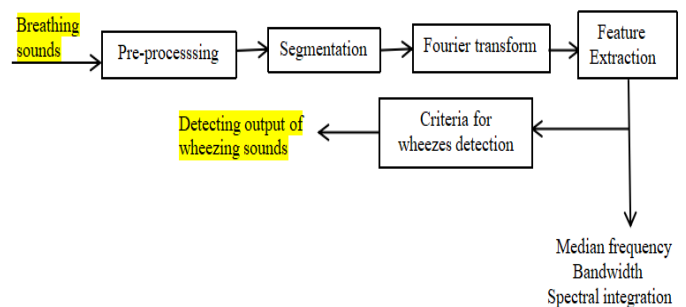 Breathing
sounds
Pre-processsing
Segmentation
Fourier transform
Feature
Extraction
Detecting output of
wheezing sounds
Criteria for
wheezes detection
Median frequency
Bandwidth
Spectral integration